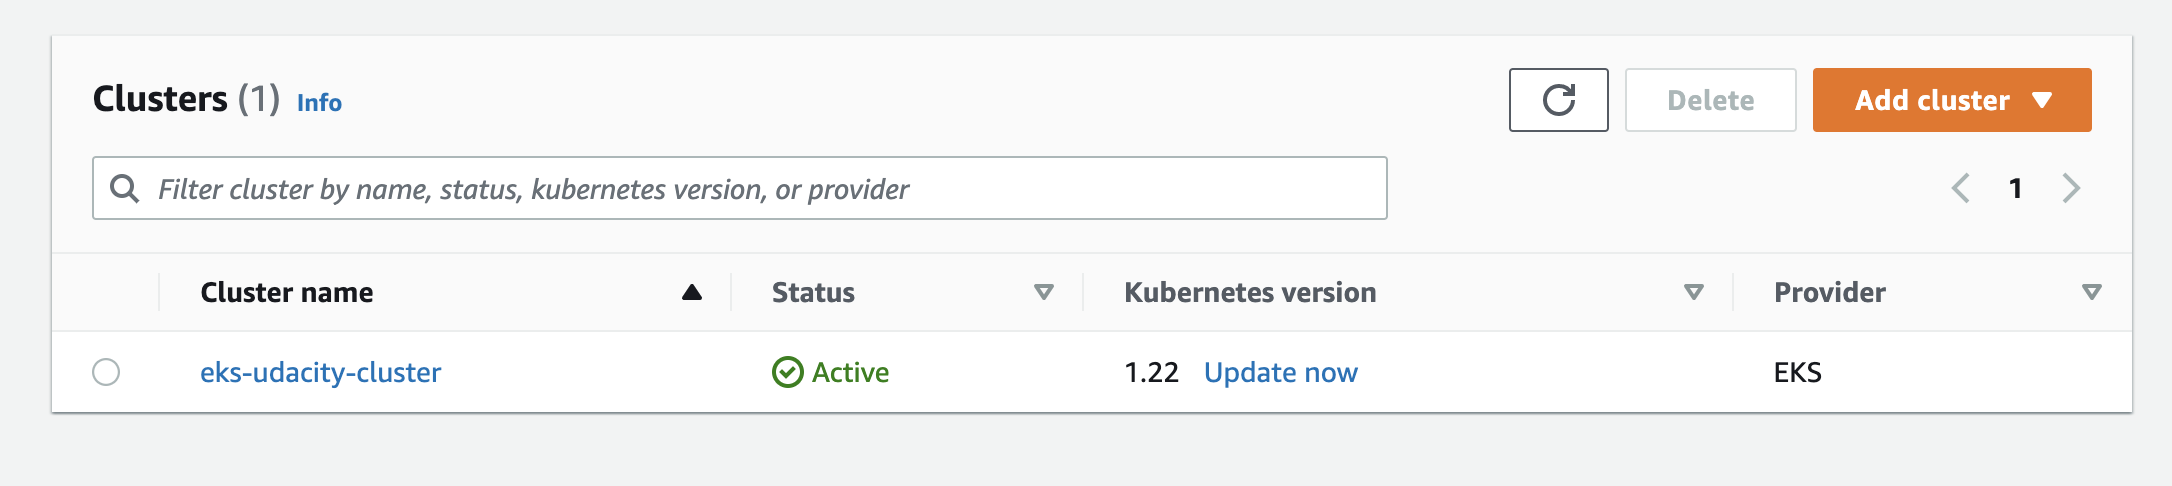 Clusters (1) Info
Delete
Add cluster
Filter cluster by name, status, kubernetes version, or provider
1
Cluster name Status Kubernetes version Provider
eks-udacity-cluster Active 1.22 Update now EKS